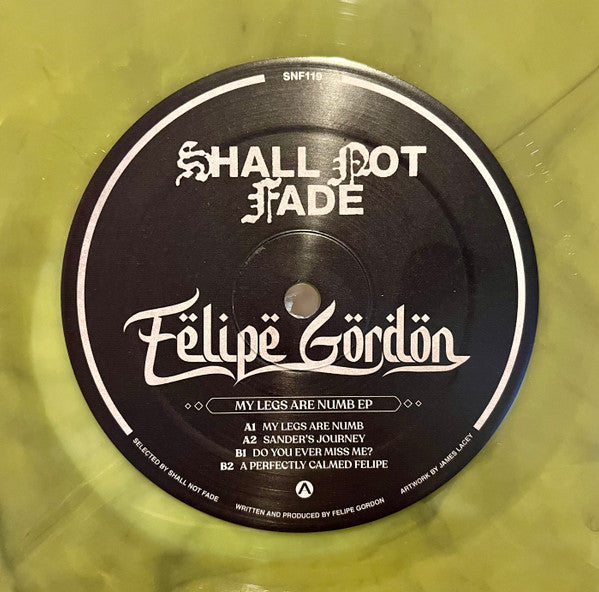 SNF119
SHALL NOT
FADE
Fëlipë Gördön
MY LEGS ARE NUMB EP
A1 MY LEGS ARE NUMB
A2 SANDER'S JOURNEY
B1 DO YOU EVER MISS ME?
B2 A PERFECTLY CALMED FELIPE
SELECTED BY SHALL NOT FADE
WRITTEN AND PRODUCED BY FELIPE GORDON
ARTWORK BY JAMES LACEY